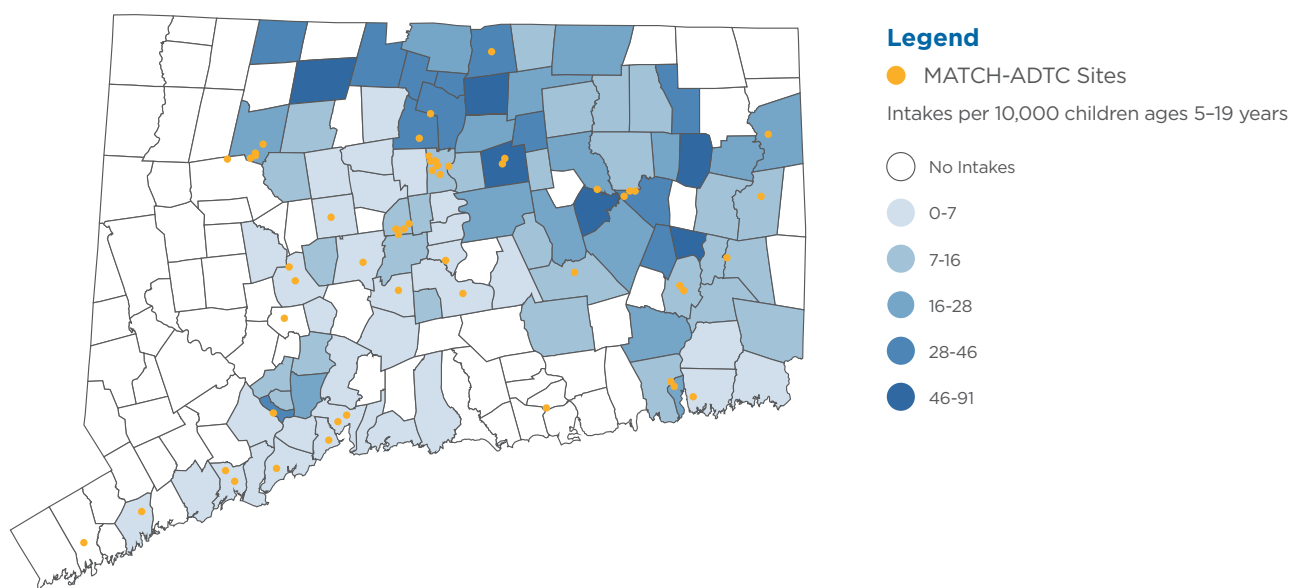 Legend
MATCH-ADTC Sites
Intakes per 10,000 children ages 5–19 years
No Intakes
0-7
7-16
16-28
28-46
46-91